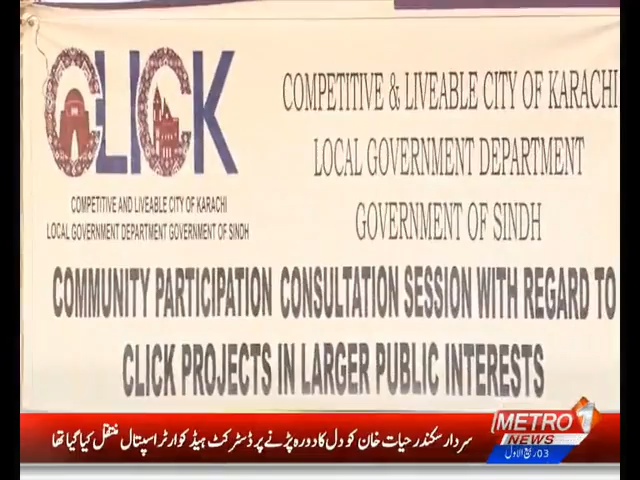 CLICK
COMPETITIVE AND LIVEABLE CITY OF KARACHI
LOCAL GOVERNMENT DEPARTMENT GOVERNMENT OF SINDH
COMPETITIVE & LIVEABLE CITY OF KARACHI
LOCAL GOVERNMENT DEPARTMENT
GOVERNMENT OF SINDH
COMMUNITY PARTICIPATION CONSULTATION SESSION WITH REGARD TO
CLICK PROJECTS IN LARGER PUBLIC INTERESTS
سردار سکندر حیات خان کو دل کا دورہ پڑنے پر ڈسٹرکٹ ہیڈ کوارٹر اسپتال منتقل کیا گیا تھا
METRO 1
NEWS
03 ربیع الاول